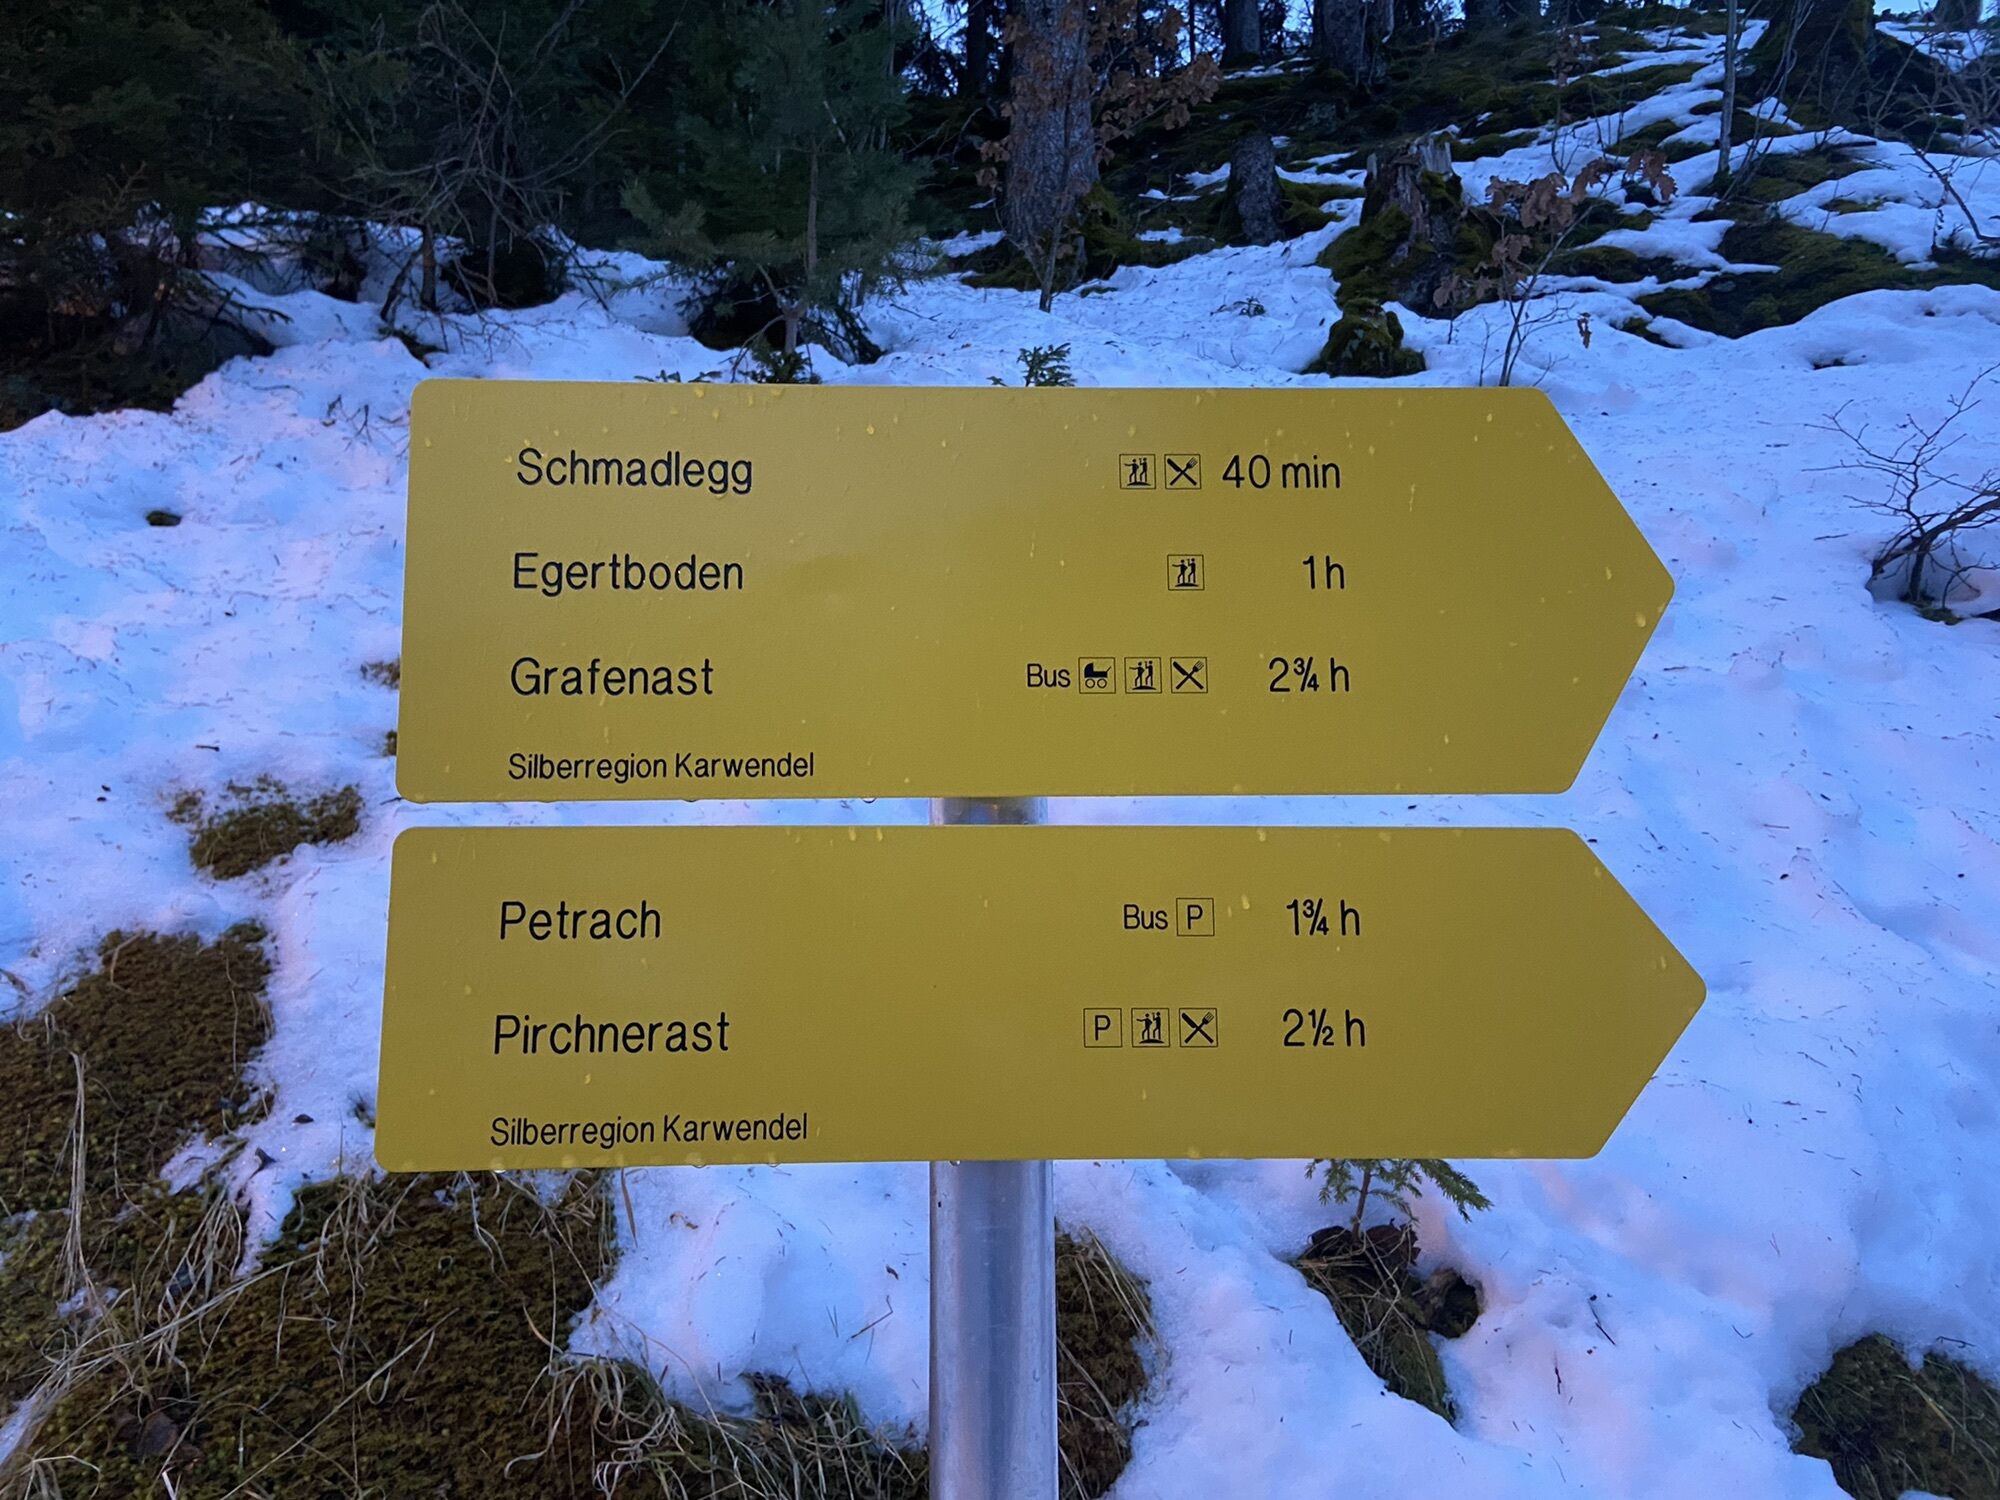 Schmadlegg 40 min
Egertboden 1h
Grafenast Bus 2¾ h
Silberregion Karwendel
Petrach Bus P 1¾ h
Pirchnerast P 2½ h
Silberregion Karwendel